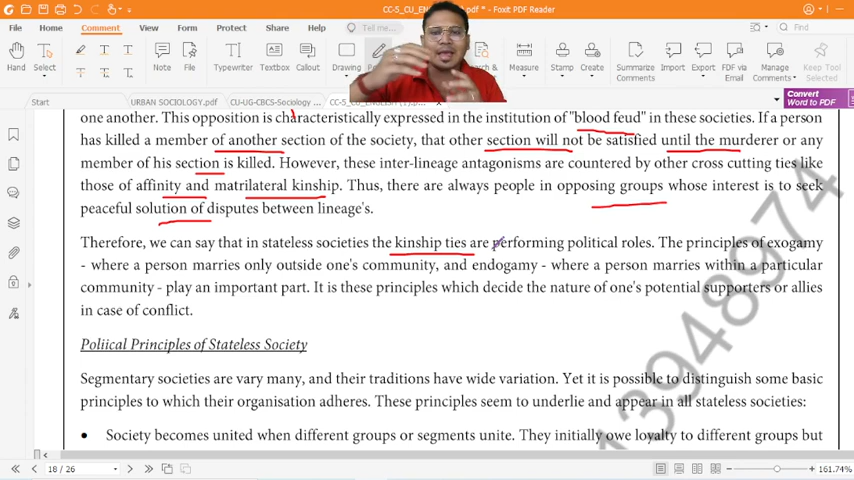 CC-5_CU_EN
.pdf * - Foxit PDF Reader
File
Home
Comment
View
Form
Protect
Share
Help
Tell me...
Find
Hand
Select
Note
File
Typewriter
Textbox
Callout
Drawing
Measure
Stamp
Create
Summarize Comments
Import
Export
FDF via Email
Manage Comments
Keep Tool Selected
Start
URBAN SOCIOLOGY.pdf
CU-UG-CBCS-Sociology ...
Convert
Word to PDF
one another. This opposition is characteristically expressed in the institution of "blood feud" in these societies. If a person
has killed a member of another section of the society, that other section will not be satisfied until the murderer or any
member of his section is killed. However, these inter-lineage antagonisms are countered by other cross cutting ties like
those of affinity and matrilateral kinship. Thus, there are always people in opposing groups whose interest is to seek
peaceful solution of disputes between lineage's.
Therefore, we can say that in stateless societies the kinship ties are performing political roles. The principles of exogamy
- where a person marries only outside one's community, and endogamy - where a person marries within a particular
community - play an important part. It is these principles which decide the nature of one's potential supporters or allies
in case of conflict.
Poliical Principles of Stateless Society
Segmentary societies are vary many, and their traditions have wide variation. Yet it is possible to distinguish some basic
principles to which their organisation adheres. These principles seem to underlie and appear in all stateless societies:
• Society becomes united when different groups or segments unite. They initially owe loyalty to different groups but
13948974
18 / 26
161.74%